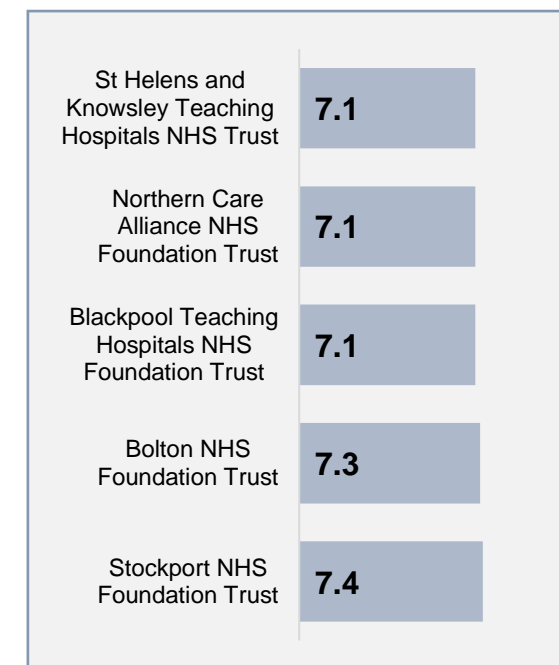 St Helens and
Knowsley Teaching
Hospitals NHS Trust
7.1
Northern Care
Alliance NHS
Foundation Trust
7.1
Blackpool Teaching
Hospitals NHS
Foundation Trust
7.1
Bolton NHS
Foundation Trust
7.3
Stockport NHS
Foundation Trust
7.4